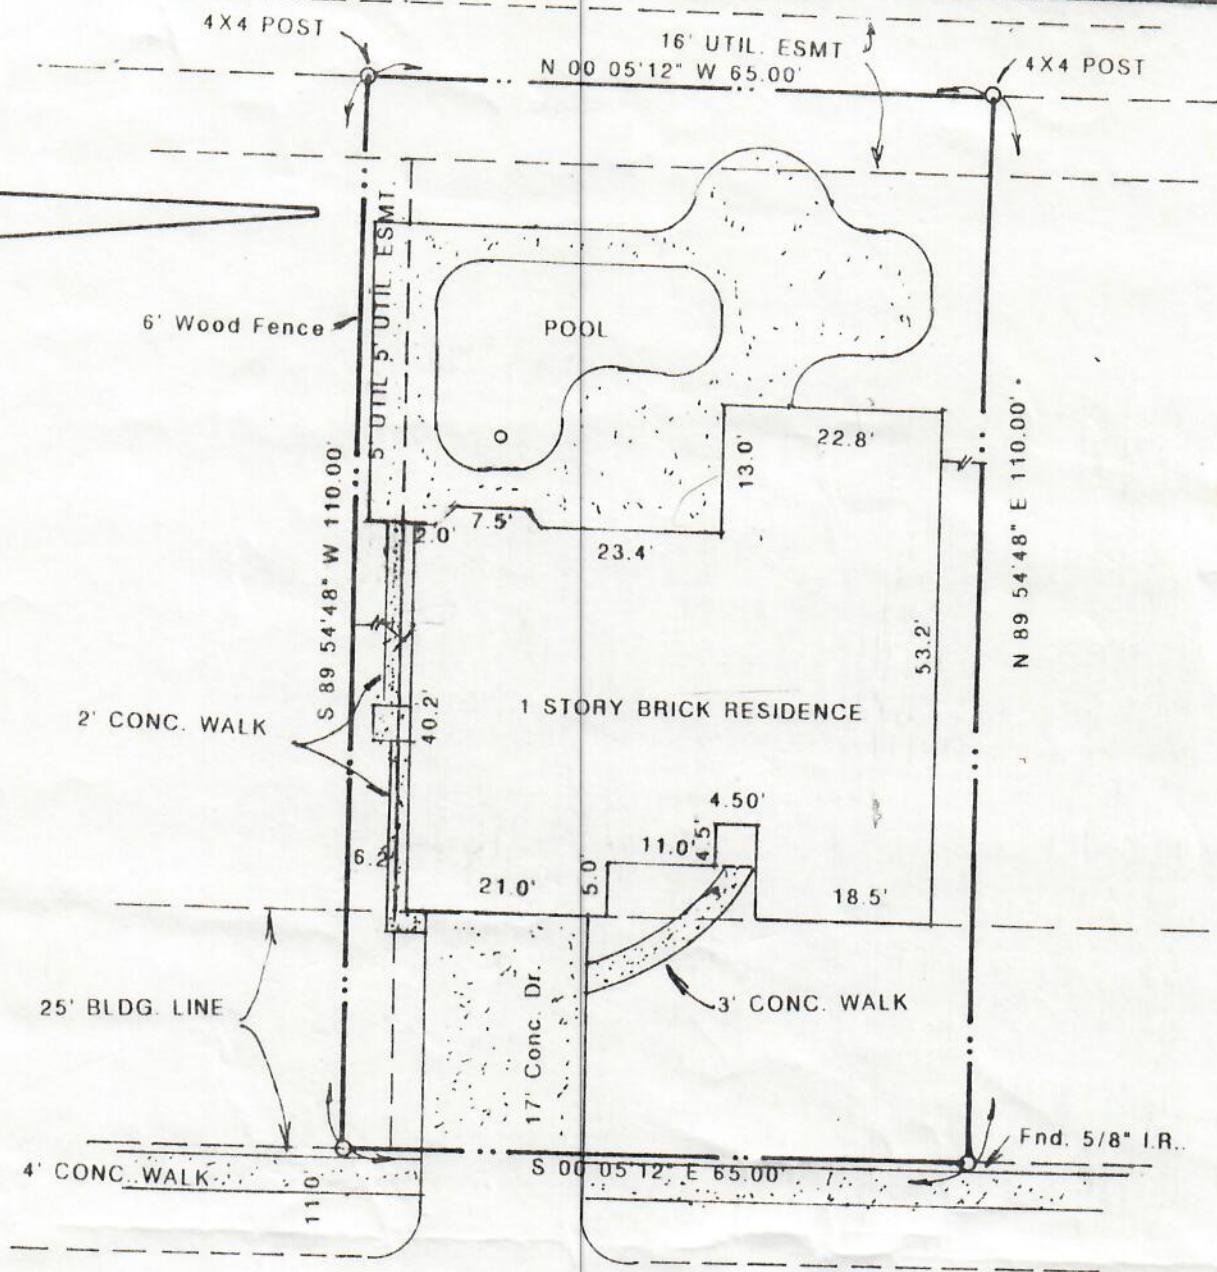 4X4 POST
16' UTIL. ESMT
N 00 05'12" W 65.00'
4X4 POST
5' UTIL 5' UTIL ESMT
6' Wood Fence
POOL
22.8'
13.0'
7.5'
2.0'
23.4'
S 89 54'48" W 110.00'
N 89 54'48" E 110.00'
53.2'
40.2'
1 STORY BRICK RESIDENCE
2' CONC. WALK
4.50'
4.5'
11.0'
6.2'
21.0'
5.0'
18.5'
25' BLDG. LINE
17' Conc. Dr.
3' CONC. WALK
Fnd. 5/8" I.R.
S 00 05'12" E 65.00'
4' CONC. WALK
110